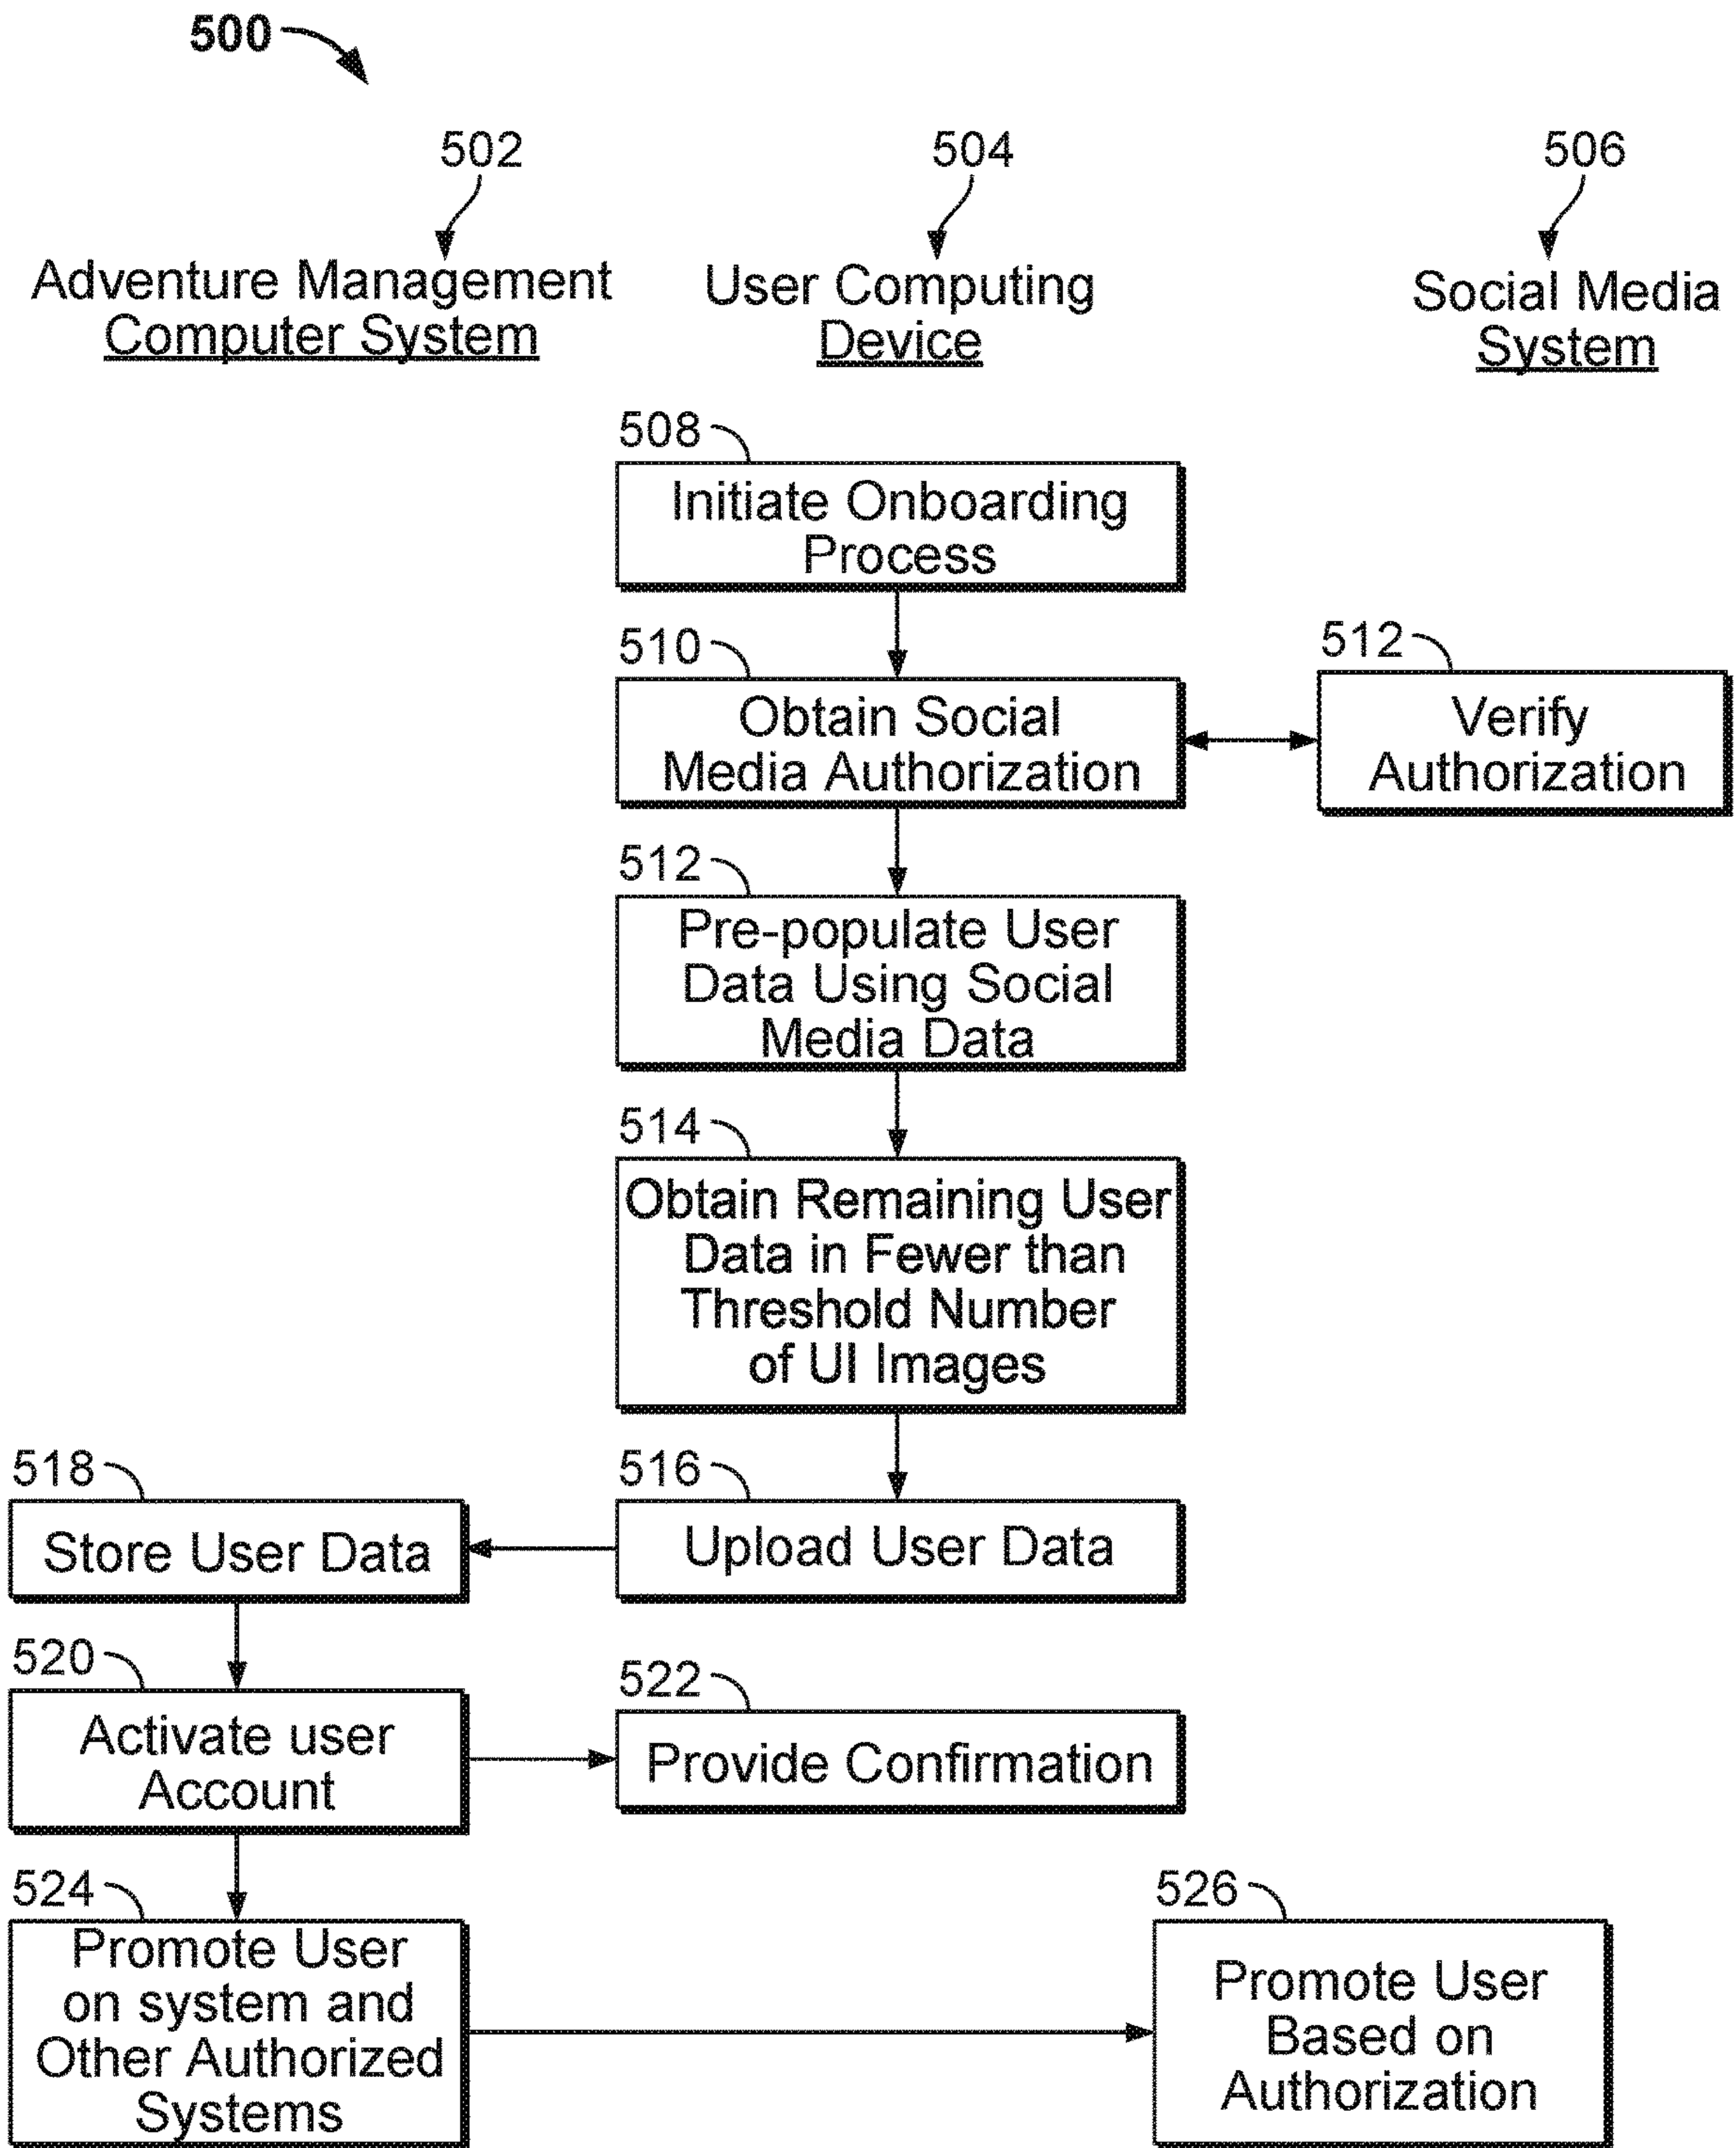 500
502
504
506
Adventure Management
Computer System
User Computing
Device
Social Media
System
508
Initiate Onboarding
Process
510
Obtain Social
Media Authorization
512
Verify
Authorization
512
Pre-populate User
Data Using Social
Media Data
514
Obtain Remaining User
Data in Fewer than
Threshold Number
of UI Images
518
Store User Data
516
Upload User Data
520
Activate user
Account
522
Provide Confirmation
524
Promote User
on system and
Other Authorized
Systems
526
Promote User
Based on
Authorization